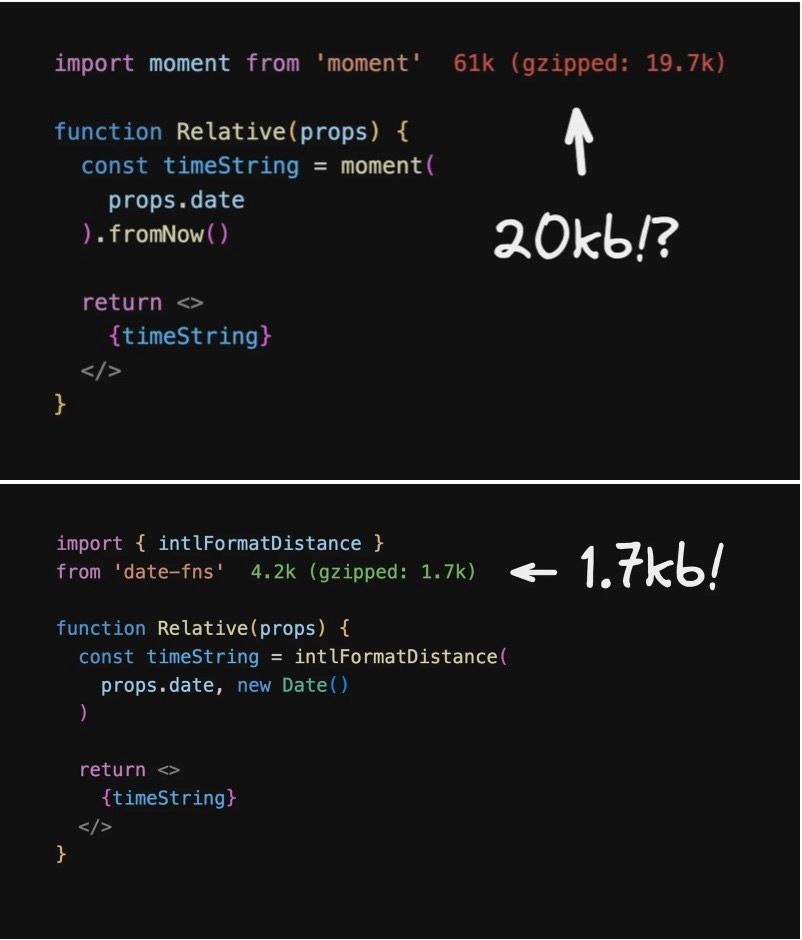 import moment from 'moment'  61k (gzipped: 19.7k)
function Relative(props) {
  const timeString = moment(
    props.date
  ).fromNow()
20kb!?
  return <>
    {timeString}
  </>
}
import { intlFormatDistance }
from 'date-fns'  4.2k (gzipped: 1.7k)
1.7kb!
function Relative(props) {
  const timeString = intlFormatDistance(
    props.date, new Date()
  )
  return <>
    {timeString}
  </>
}